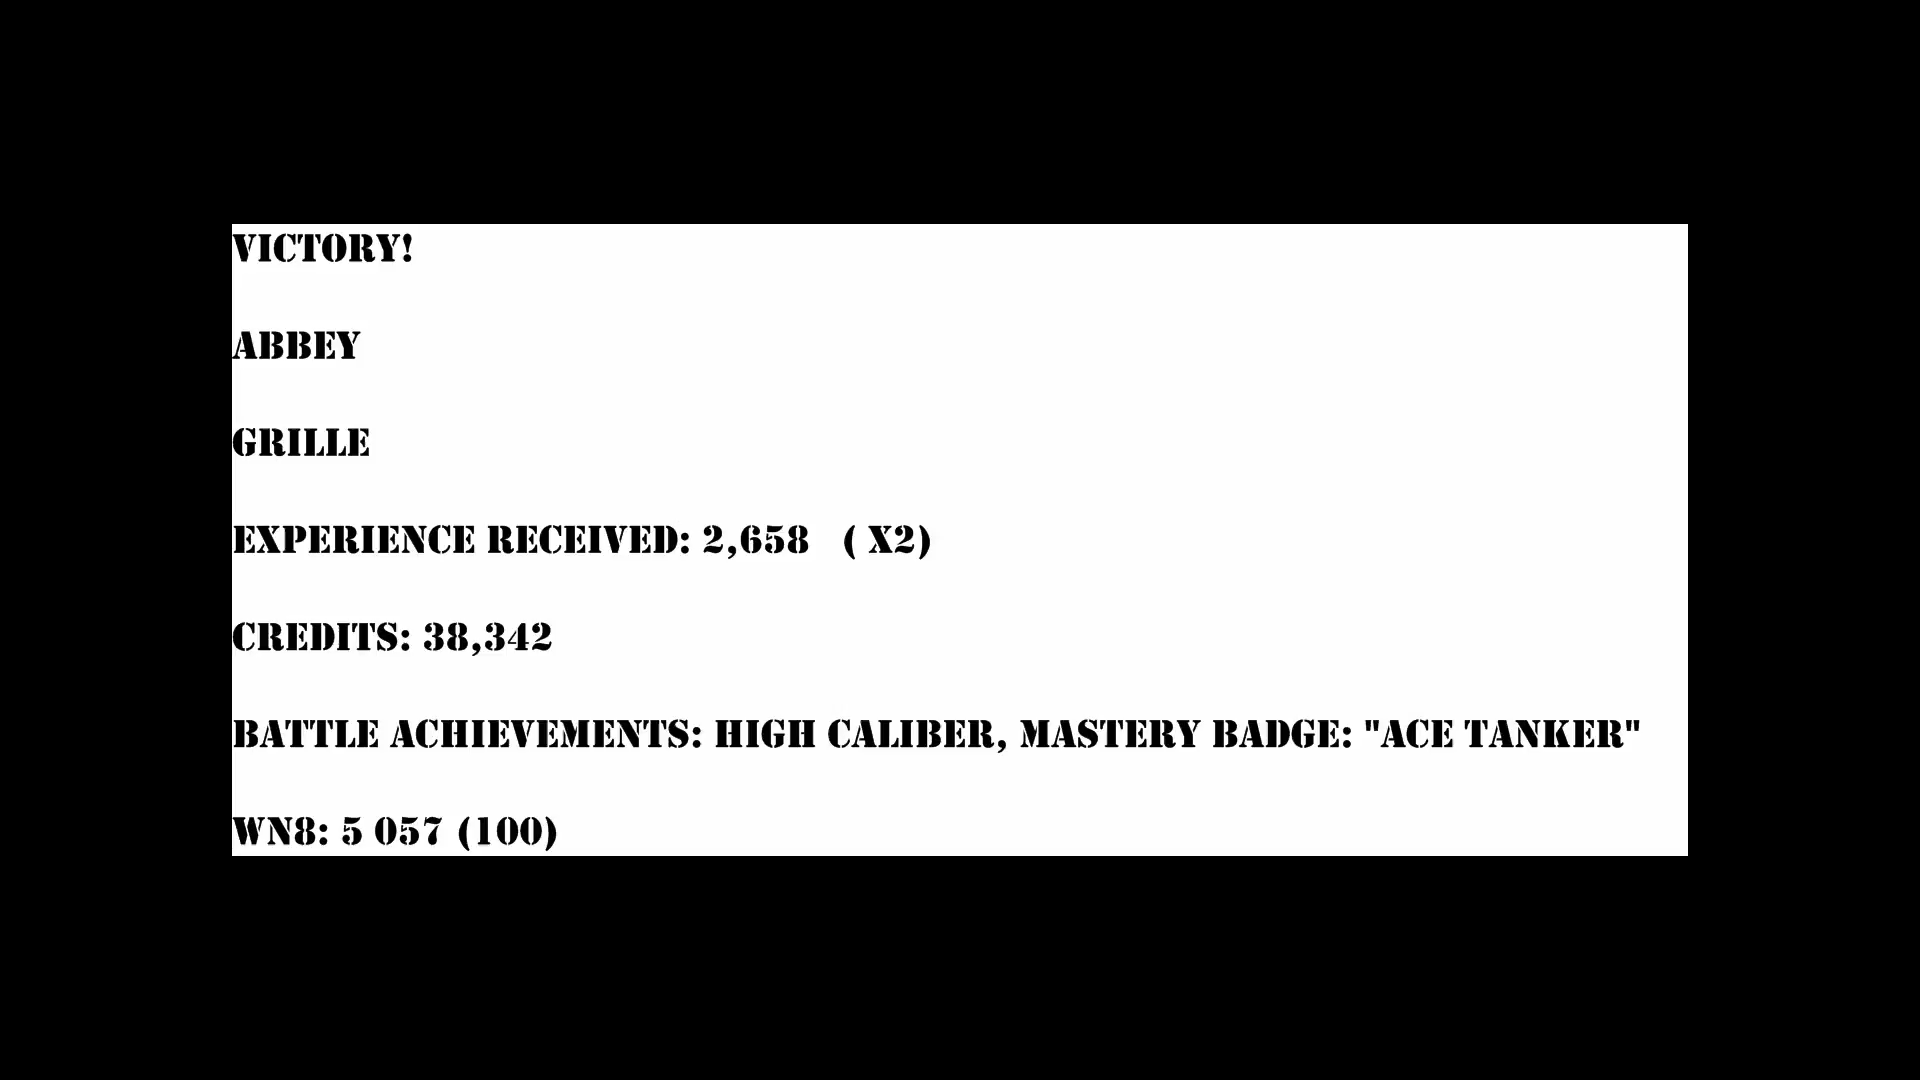 VICTORY!
ABBEY
GRILLE
EXPERIENCE RECEIVED: 2,658 ( X2)
CREDITS: 38,342
BATTLE ACHIEVEMENTS: HIGH CALIBER, MASTERY BADGE: "ACE TANKER"
WN8: 5 057 (100)